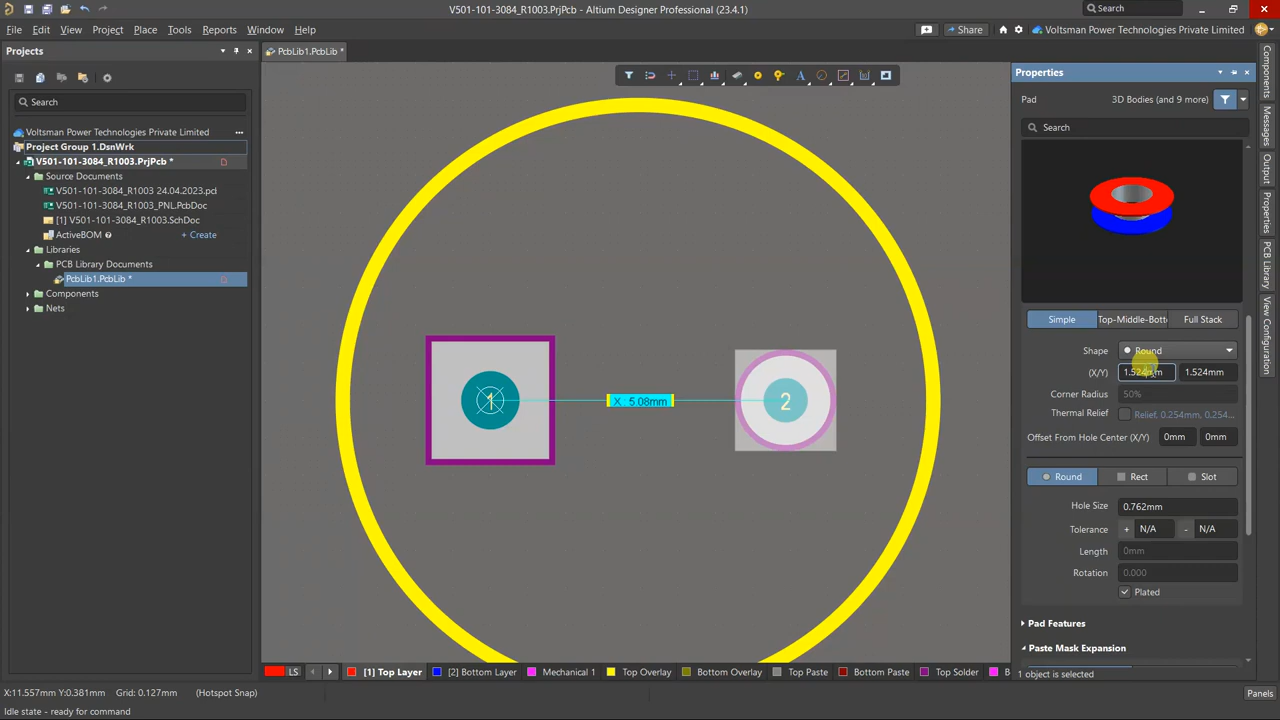 V501-101-3084_R1003.PrjPcb - Altium Designer Professional (23.4.1)
Search
File Edit View Project Place Tools Reports Window Help
Share
Voltsman Power Technologies Private Limited
Projects
PcbLib1.PcbLib *
Search
Voltsman Power Technologies Private Limited
Project Group 1.DsnWrk
V501-101-3084_R1003.PrjPcb *
Source Documents
V501-101-3084_R1003 24.04.2023.pcl
V501-101-3084_R1003_PNL.PcbDoc
[1] V501-101-3084_R1003.SchDoc
ActiveBOM + Create
Libraries
PCB Library Documents
PcbLib1.PcbLib *
Components
Nets
1
X : 5.08mm
2
Properties
Pad 3D Bodies (and 9 more)
Search
Simple Top-Middle-Bott Full Stack
Shape Round
(X/Y) 1.524mm 1.524mm
Corner Radius 50%
Thermal Relief Relief, 0.254mm, 0.254...
Offset From Hole Center (X/Y) 0mm 0mm
Round Rect Slot
Hole Size 0.762mm
Tolerance + N/A - N/A
Length 0mm
Rotation 0.000
Plated
Pad Features
Paste Mask Expansion
1 object is selected
Components
Messages
Output
Properties
PCB Library
View Configuration
LS [1] Top Layer [2] Bottom Layer Mechanical 1 Top Overlay Bottom Overlay Top Paste Bottom Paste Top Solder B
X:11.557mm Y:0.381mm Grid: 0.127mm (Hotspot Snap)
Panels
Idle state - ready for command